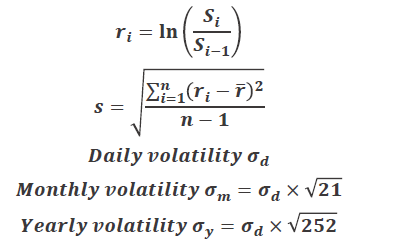 r_i = ln(S_i / S_{i-1})
s = √(∑_{i=1}^{n}(r_i − r̄)² / (n − 1))
Daily volatility σ_d
Monthly volatility σ_m = σ_d × √21
Yearly volatility σ_y = σ_d × √252